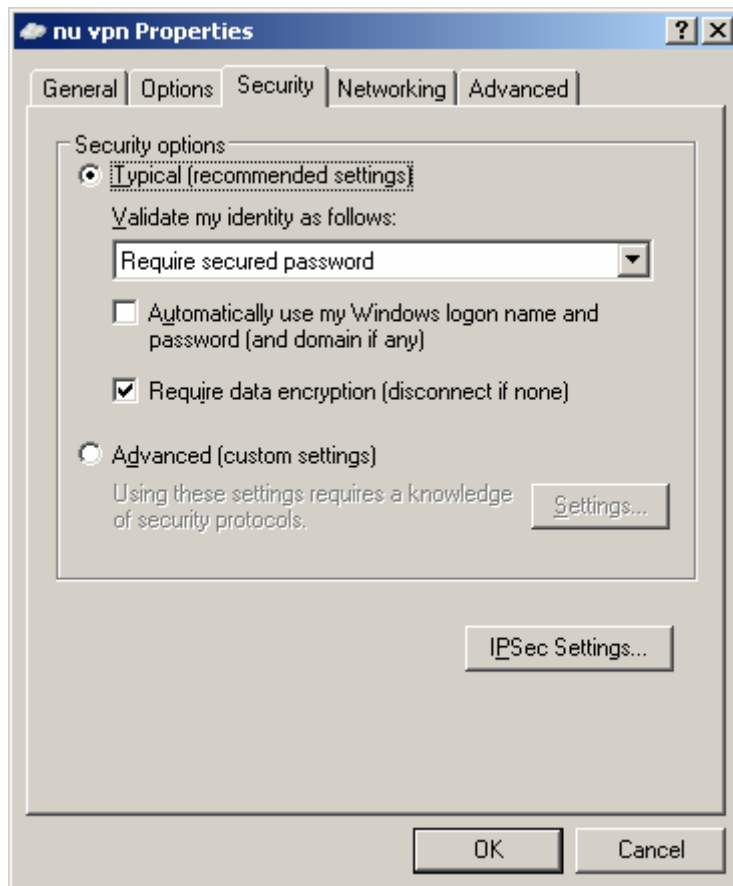 nu vpn Properties
General Options Security Networking Advanced
Security options
Typical (recommended settings)
Validate my identity as follows:
Require secured password
Automatically use my Windows logon name and
password (and domain if any)
Require data encryption (disconnect if none)
Advanced (custom settings)
Using these settings requires a knowledge
of security protocols.
Settings...
IPSec Settings...
OK Cancel